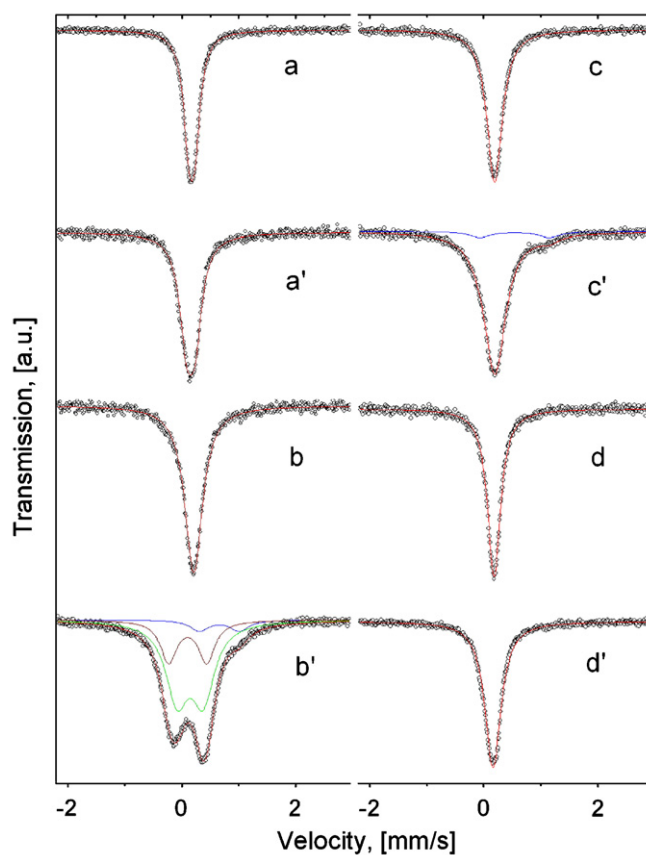 a
c
a'
c'
b
d
b'
d'
Transmission, [a.u.]
-2 0 2 -2 0 2
Velocity, [mm/s]